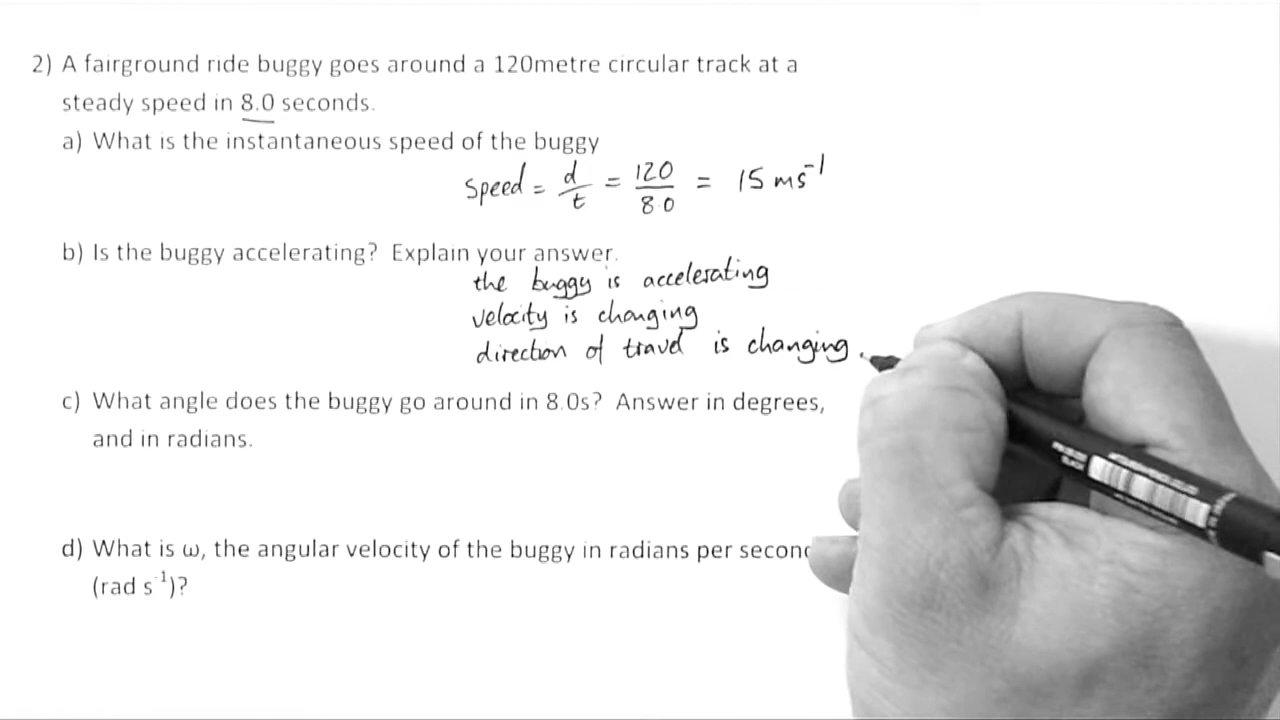 2) A fairground ride buggy goes around a 120metre circular track at a
steady speed in 8.0 seconds.
a) What is the instantaneous speed of the buggy
Speed = d/t = 120/8.0 = 15 ms⁻¹
b) Is the buggy accelerating? Explain your answer.
the buggy is accelerating
velocity is changing
direction of travel is changing.
c) What angle does the buggy go around in 8.0s? Answer in degrees,
and in radians.
d) What is ω, the angular velocity of the buggy in radians per second
(rad s⁻¹)?